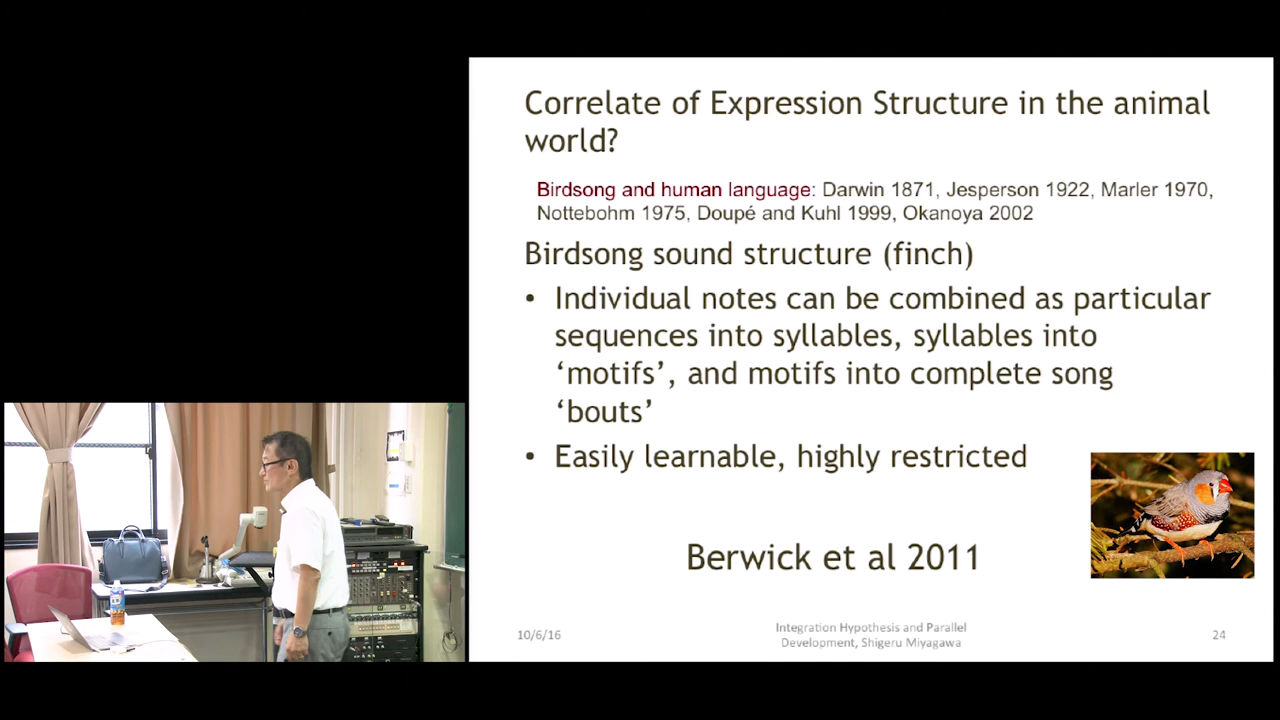 Correlate of Expression Structure in the animal
world?
Birdsong and human language: Darwin 1871, Jesperson 1922, Marler 1970,
Nottebohm 1975, Doupé and Kuhl 1999, Okanoya 2002
Birdsong sound structure (finch)
• Individual notes can be combined as particular
sequences into syllables, syllables into
‘motifs’, and motifs into complete song
‘bouts’
• Easily learnable, highly restricted
Berwick et al 2011
10/6/16
Integration Hypothesis and Parallel
Development, Shigeru Miyagawa
24